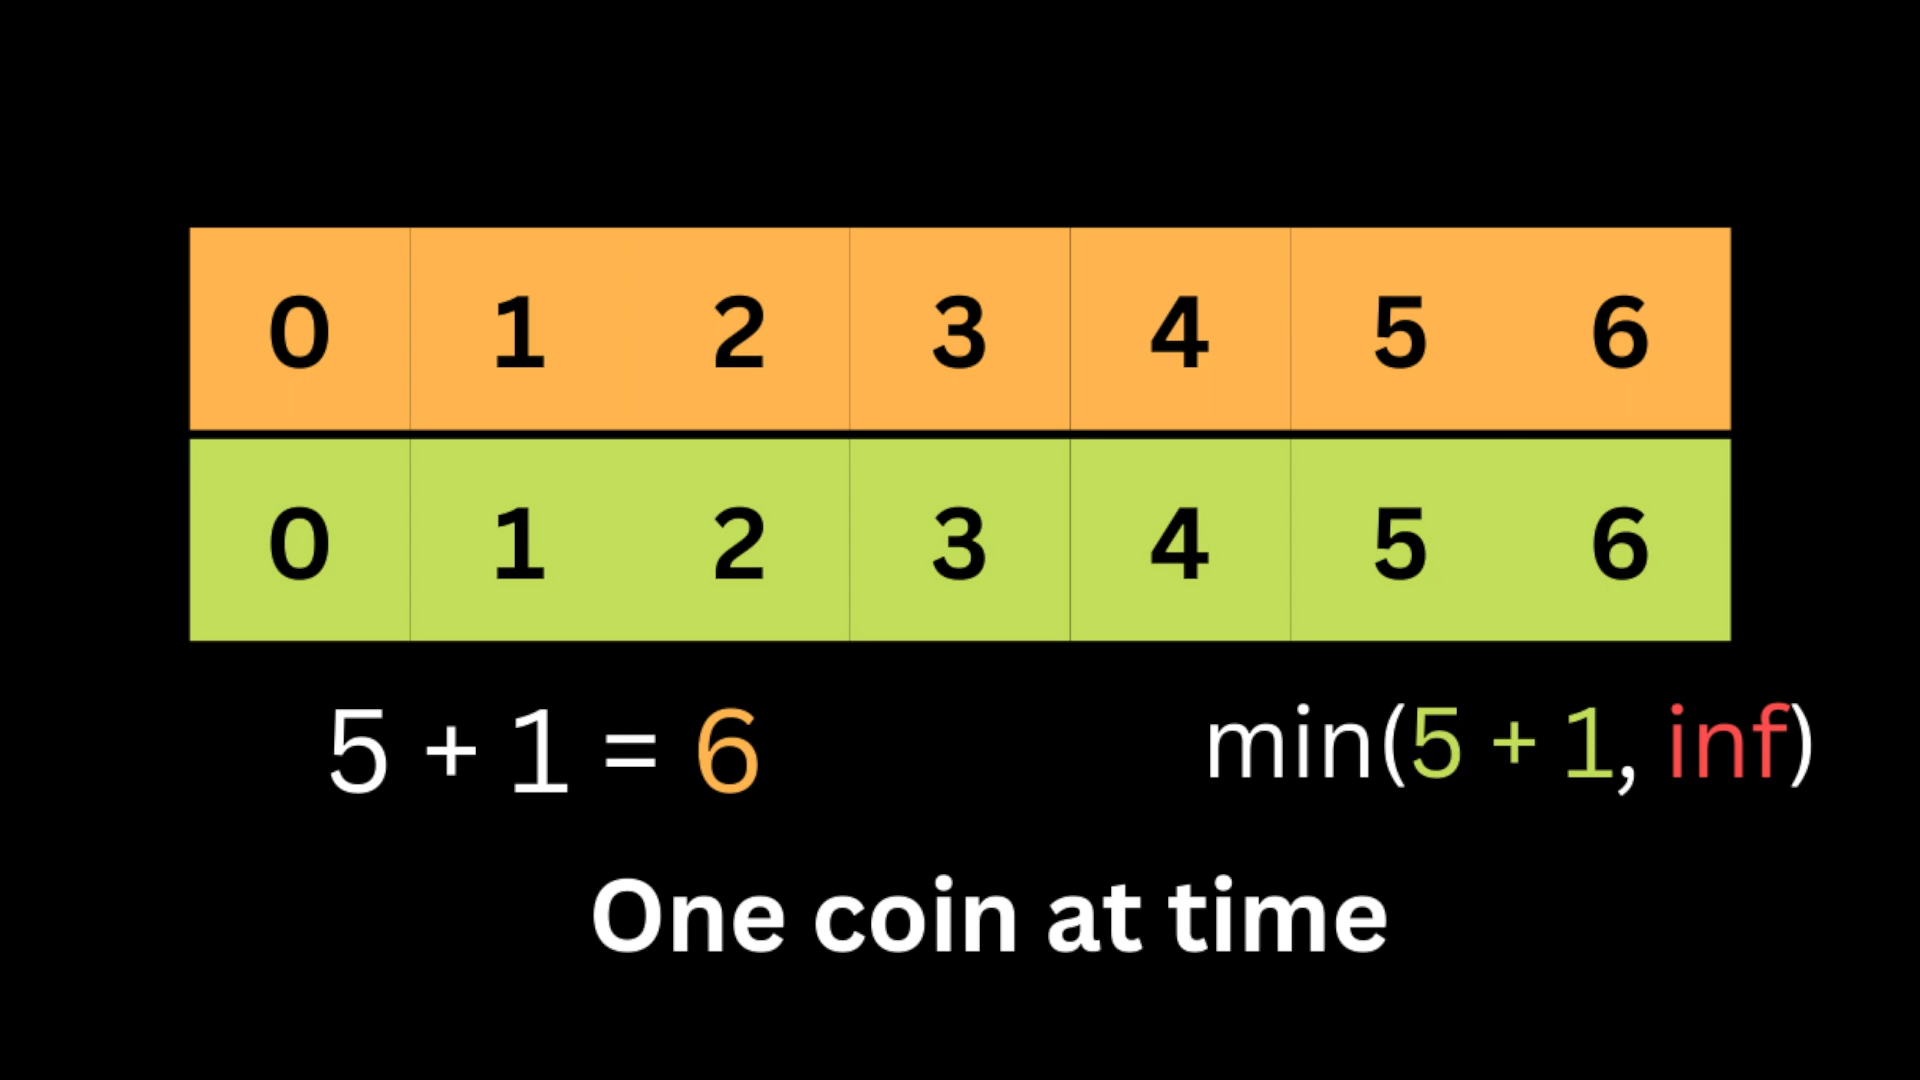 0 1 2 3 4 5 6
0 1 2 3 4 5 6
5 + 1 = 6
min(5 + 1, inf)
One coin at time